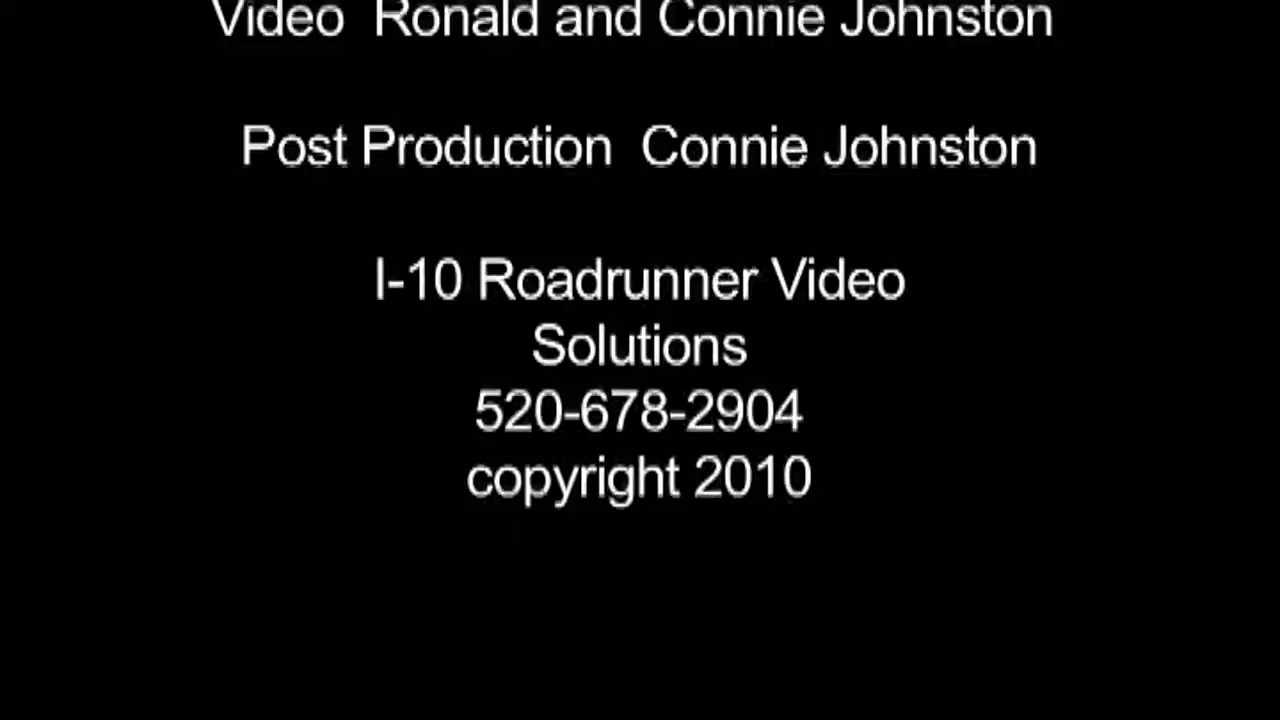 Video  Ronald and Connie Johnston
Post Production  Connie Johnston
I-10 Roadrunner Video
Solutions
520-678-2904
copyright 2010